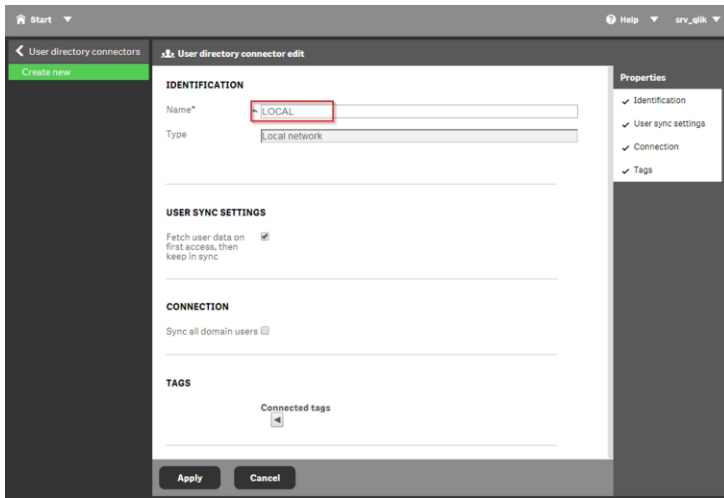 Start
Help
srv_qlik
User directory connectors
User directory connector edit
Create new
IDENTIFICATION
Name*
LOCAL
Type
Local network
USER SYNC SETTINGS
Fetch user data on
first access, then
keep in sync
CONNECTION
Sync all domain users
TAGS
Connected tags
Apply
Cancel
Properties
Identification
User sync settings
Connection
Tags